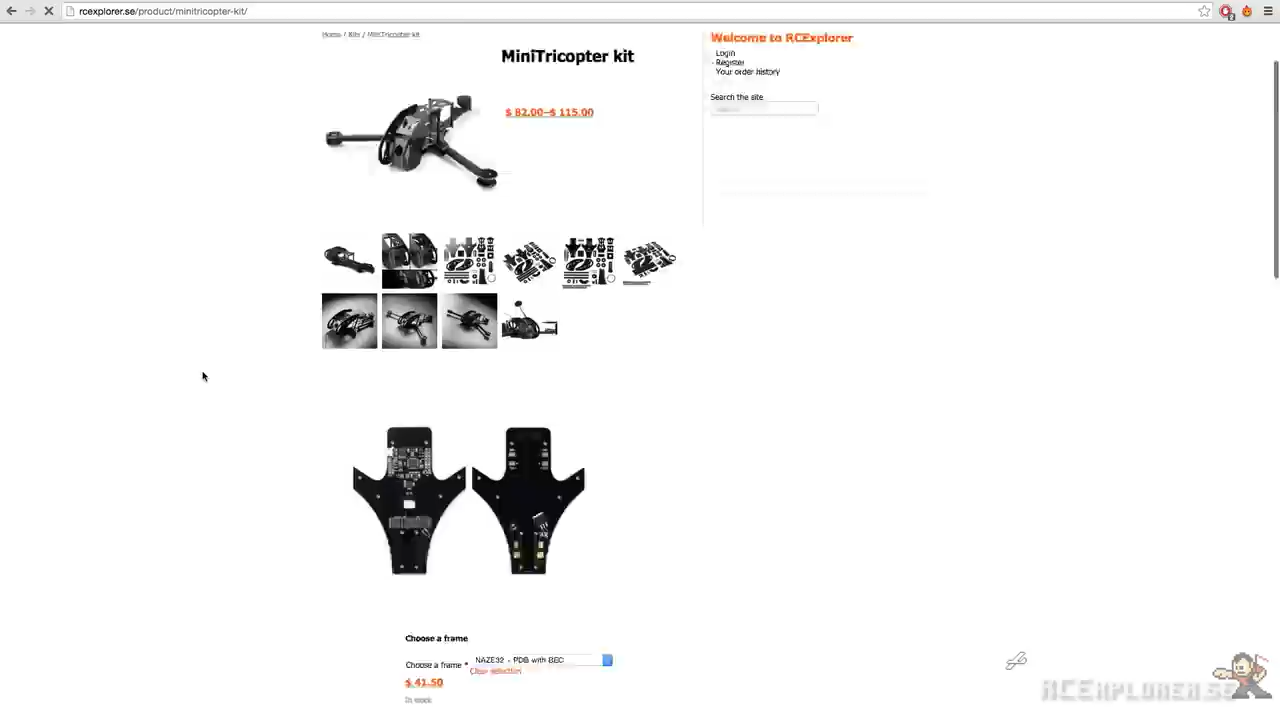 rcexplorer.se/product/minitricopter-kit/
Home / Kits / MiniTricopter kit
MiniTricopter kit
$ 82.00–$ 115.00
Welcome to RCExplorer
Login
Register
Your order history
Search the site
Choose a frame
Choose a frame *
NAZE32 - PDB with BEC
Clear selection
$ 41.50
In stock
RCExplorer.se